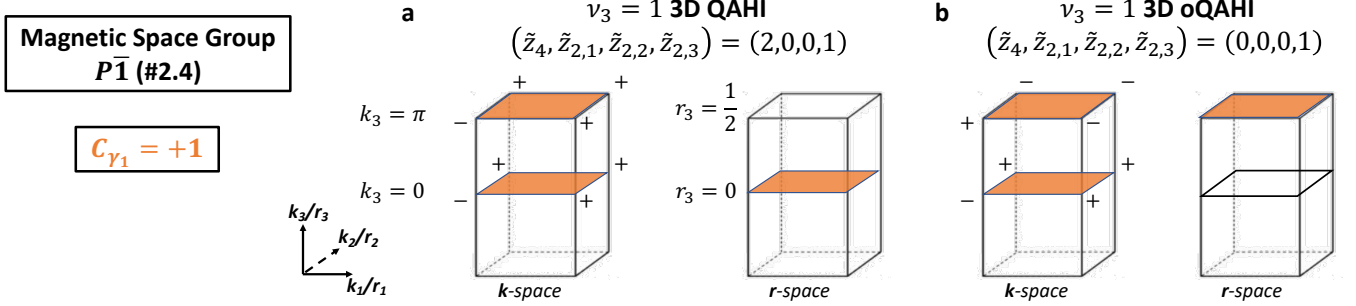 Magnetic Space Group
P1̄ (#2.4)
C_{γ₁} = +1
k₃/r₃
k₂/r₂
k₁/r₁
a
ν₃ = 1 3D QAHI
(z̃₄, z̃₂,₁, z̃₂,₂, z̃₂,₃) = (2,0,0,1)
+ +
k₃ = π
− +
+ +
k₃ = 0
− +
k-space
r₃ = 1/2
r₃ = 0
r-space
b
ν₃ = 1 3D oQAHI
(z̃₄, z̃₂,₁, z̃₂,₂, z̃₂,₃) = (0,0,0,1)
− −
+ −
+ +
− +
k-space
r-space